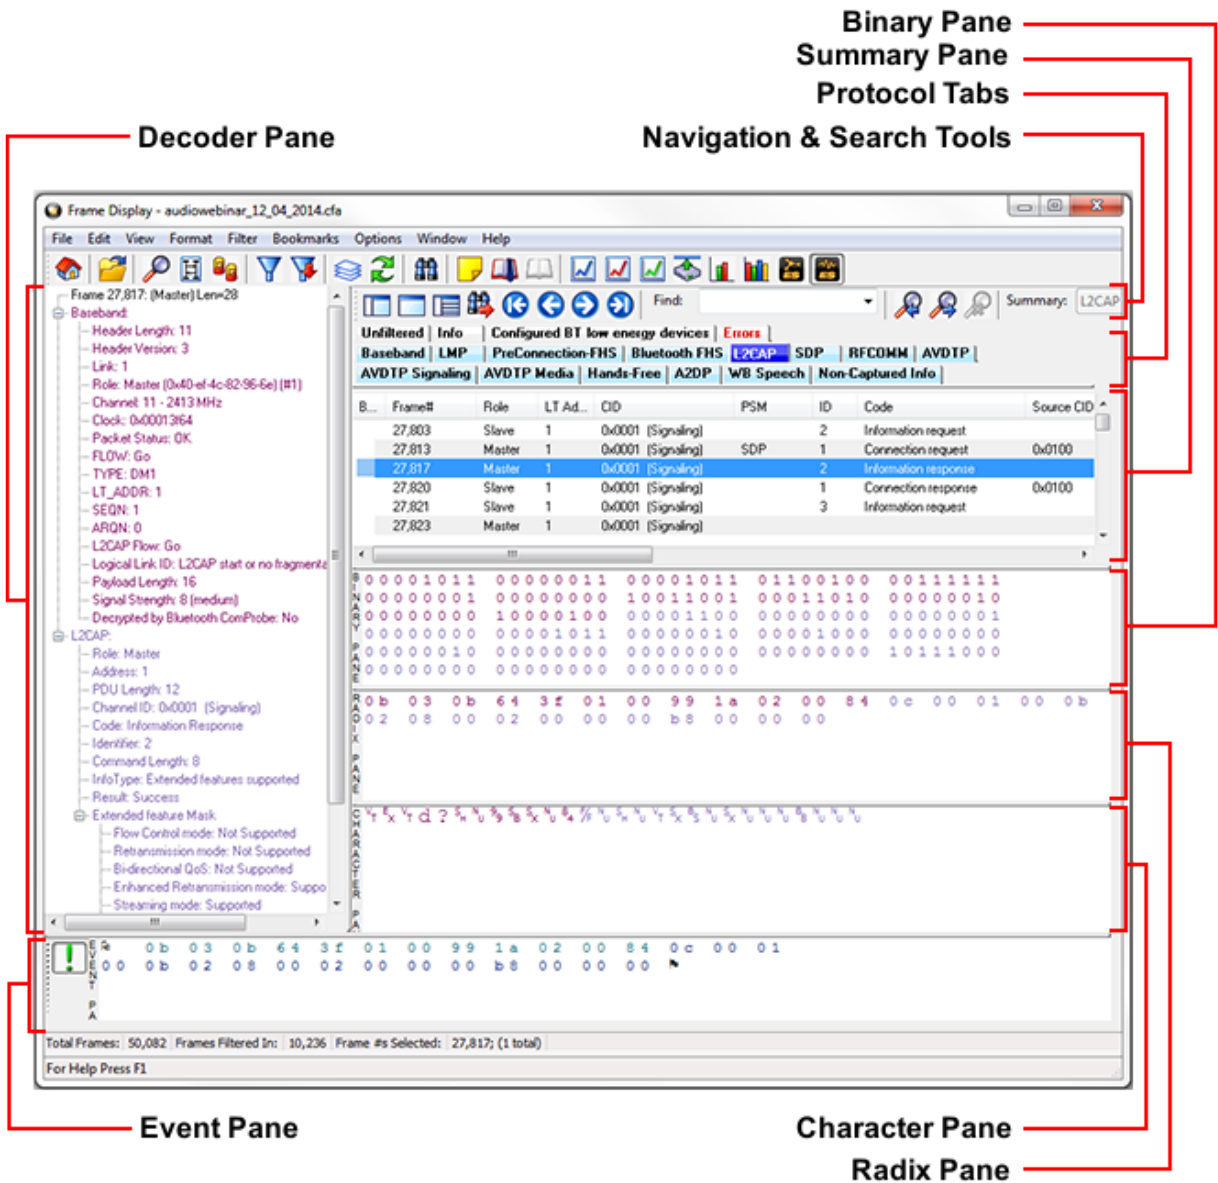 Binary Pane
Summary Pane
Protocol Tabs
Decoder Pane
Navigation & Search Tools
Frame Display - audiowebinar_12_04_2014.cfa
File Edit View Format Filter Bookmarks Options Window Help
Frame 27,817: (Master) Len=28
Baseband:
Header Length: 11
Header Version: 3
Link: 1
Role: Master (0x40-ef-4c-82-96-6e) (#1)
Channel: 11 - 2413 MHz
Clock: 0x00013f64
Packet Status: OK
FLOW: Go
TYPE: DM1
LT_ADDR: 1
SEQN: 1
ARQN: 0
L2CAP Flow: Go
Logical Link ID: L2CAP start or no fragmenta
Payload Length: 16
Signal Strength: 8 (medium)
Decrypted by Bluetooth ComProbe: No
L2CAP:
Role: Master
Address: 1
PDU Length: 12
Channel ID: 0x0001 (Signaling)
Code: Information Response
Identifier: 2
Command Length: 8
InfoType: Extended features supported
Result: Success
Extended feature Mask
Flow Control mode: Not Supported
Retransmission mode: Not Supported
Bi-directional QoS: Not Supported
Enhanced Retransmission mode: Suppo
Streaming mode: Supported
Find: Summary: L2CAP
Unfiltered Info Configured BT low energy devices Errors
Baseband LMP PreConnection-FHS Bluetooth FHS L2CAP SDP RFCOMM AVDTP
AVDTP Signaling AVDTP Media Hands-Free A2DP WB Speech Non-Captured Info
B... Frame# Role LT Ad... CID PSM ID Code Source CID
27,803 Slave 1 0x0001 (Signaling) 2 Information request
27,813 Master 1 0x0001 (Signaling) SDP 1 Connection request 0x0100
27,817 Master 1 0x0001 (Signaling) 2 Information response
27,820 Slave 1 0x0001 (Signaling) 1 Connection response 0x0100
27,821 Slave 1 0x0001 (Signaling) 3 Information request
27,823 Master 1 0x0001 (Signaling)
BINARY PANE
00001011 00000011 00001011 01100100 00111111
00000001 00000000 10011001 00011010 00000010
00000000 10000100 00001100 00000000 00000001
00000000 00001011 00000010 00001000 00000000
00000010 00000000 00000000 00000000 10111000
00000000 00000000 00000000
RADIX PANE
0b 03 0b 64 3f 01 00 99 1a 02 00 84 0c 00 01 00 0b
02 08 00 02 00 00 00 b8 00 00 00
CHARACTER PA
EVENT PA
0b 03 0b 64 3f 01 00 99 1a 02 00 84 0c 00 01
00 0b 02 08 00 02 00 00 00 b8 00 00 00
Total Frames: 50,082 Frames Filtered In: 10,236 Frame #s Selected: 27,817; (1 total)
For Help Press F1
Event Pane
Character Pane
Radix Pane